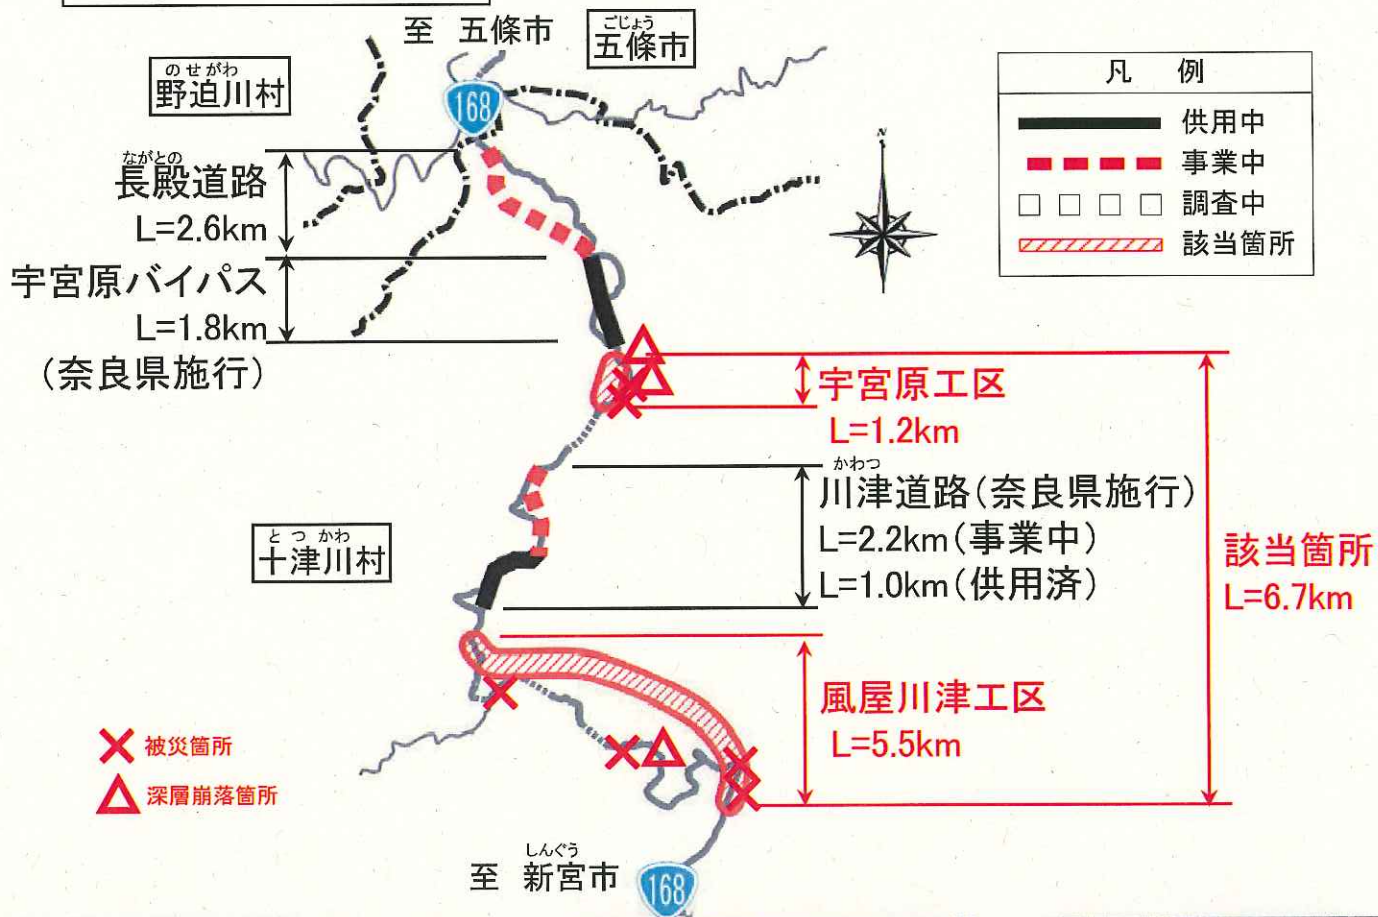 至 五條市
ごじょう
五條市
のせがわ
野迫川村
168
凡 例
供用中
事業中
調査中
該当箇所
N
ながとの
長殿道路
L=2.6km
宇宮原バイパス
L=1.8km
(奈良県施行)
宇宮原工区
L=1.2km
かわつ
川津道路(奈良県施行)
L=2.2km(事業中)
L=1.0km(供用済)
とつかわ
十津川村
該当箇所
L=6.7km
風屋川津工区
L=5.5km
被災箇所
深層崩落箇所
しんぐう
至 新宮市
168